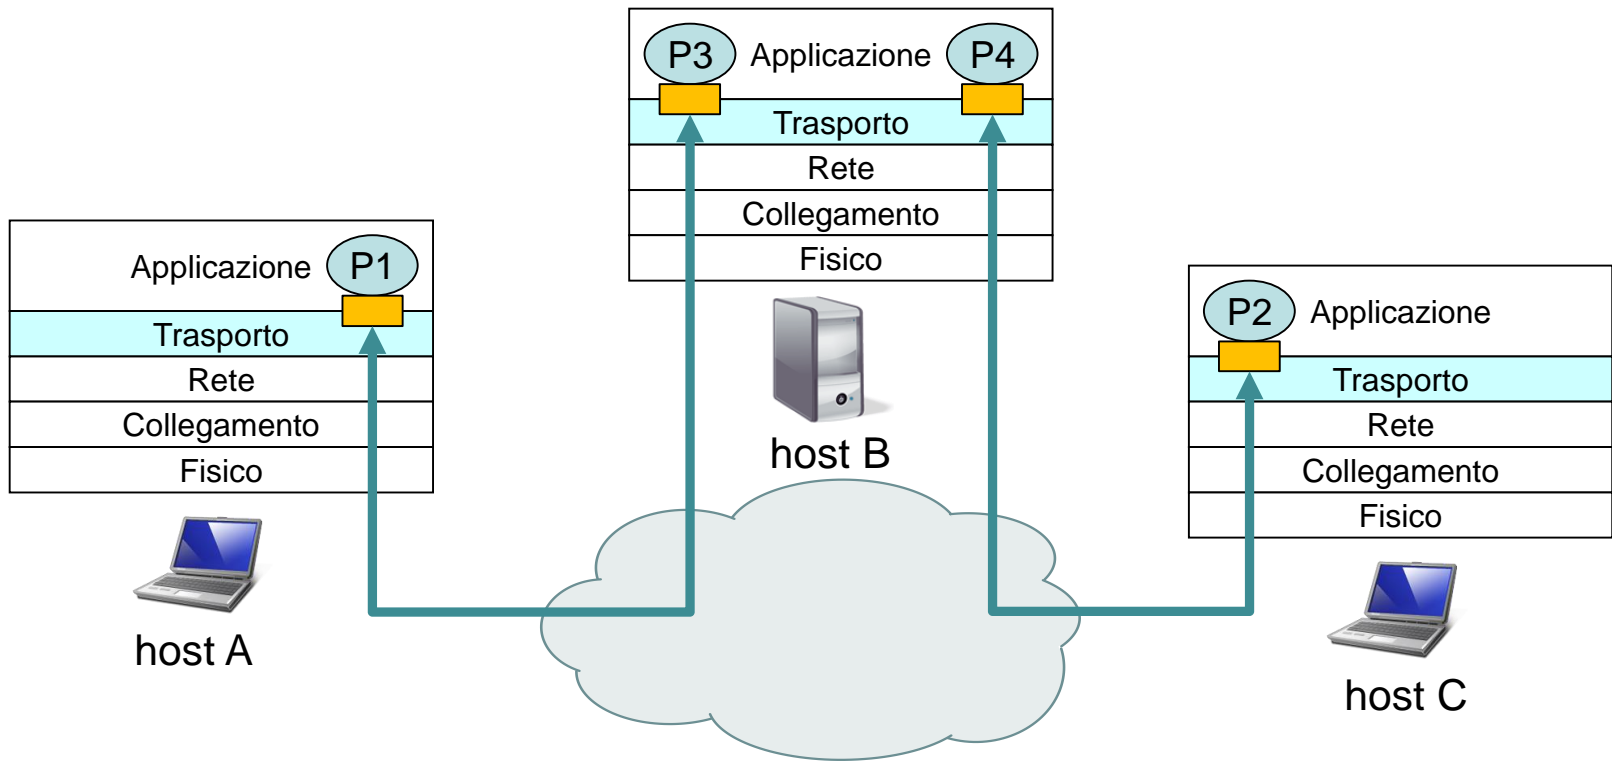 P3 Applicazione P4
Trasporto
Rete
Collegamento
Fisico
host B
Applicazione P1
Trasporto
Rete
Collegamento
Fisico
host A
P2 Applicazione
Trasporto
Rete
Collegamento
Fisico
host C